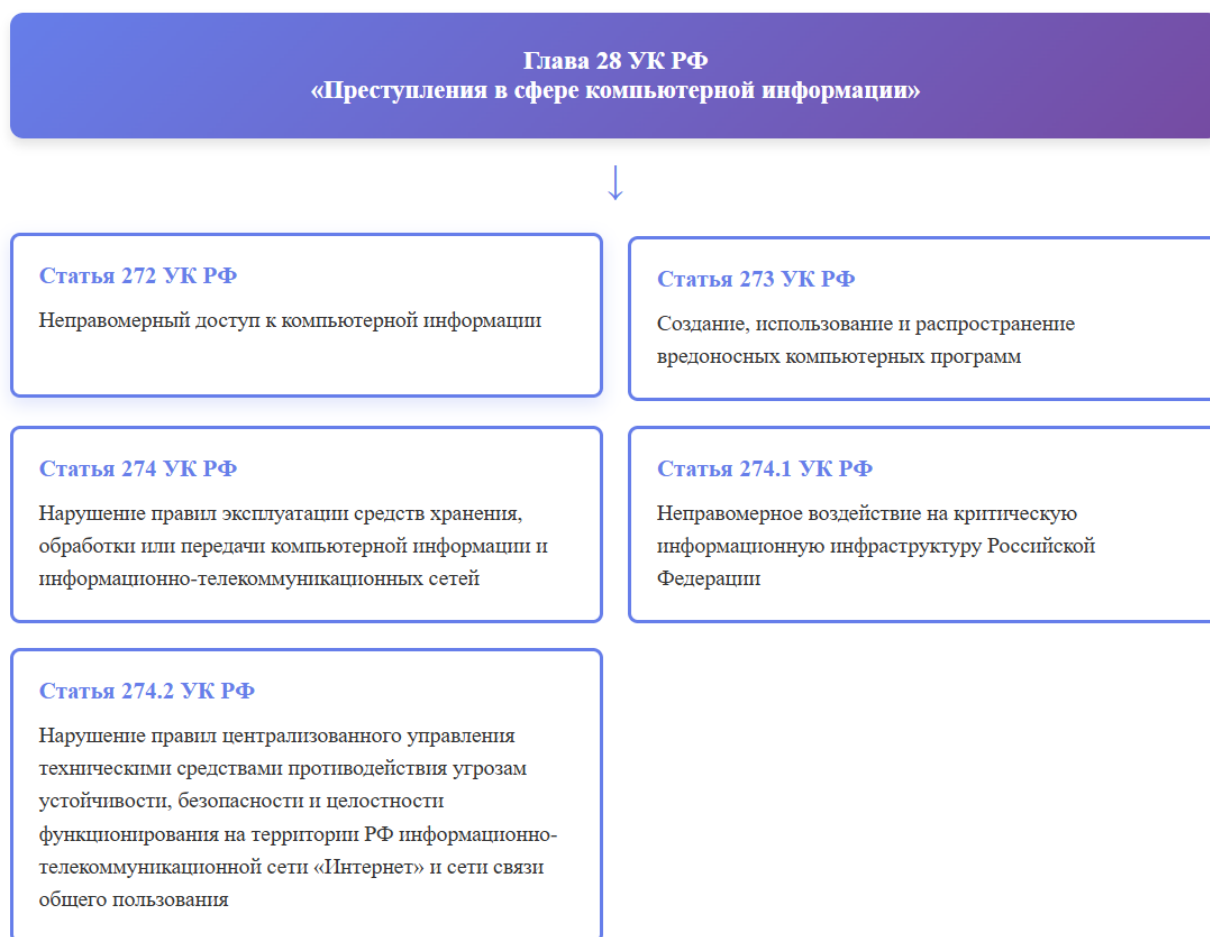 Глава 28 УК РФ
«Преступления в сфере компьютерной информации»
↓
Статья 272 УК РФ
Неправомерный доступ к компьютерной информации
Статья 273 УК РФ
Создание, использование и распространение
вредоносных компьютерных программ
Статья 274 УК РФ
Нарушение правил эксплуатации средств хранения,
обработки или передачи компьютерной информации и
информационно-телекоммуникационных сетей
Статья 274.1 УК РФ
Неправомерное воздействие на критическую
информационную инфраструктуру Российской
Федерации
Статья 274.2 УК РФ
Нарушение правил централизованного управления
техническими средствами противодействия угрозам
устойчивости, безопасности и целостности
функционирования на территории РФ информационно-
телекоммуникационной сети «Интернет» и сети связи
общего пользования